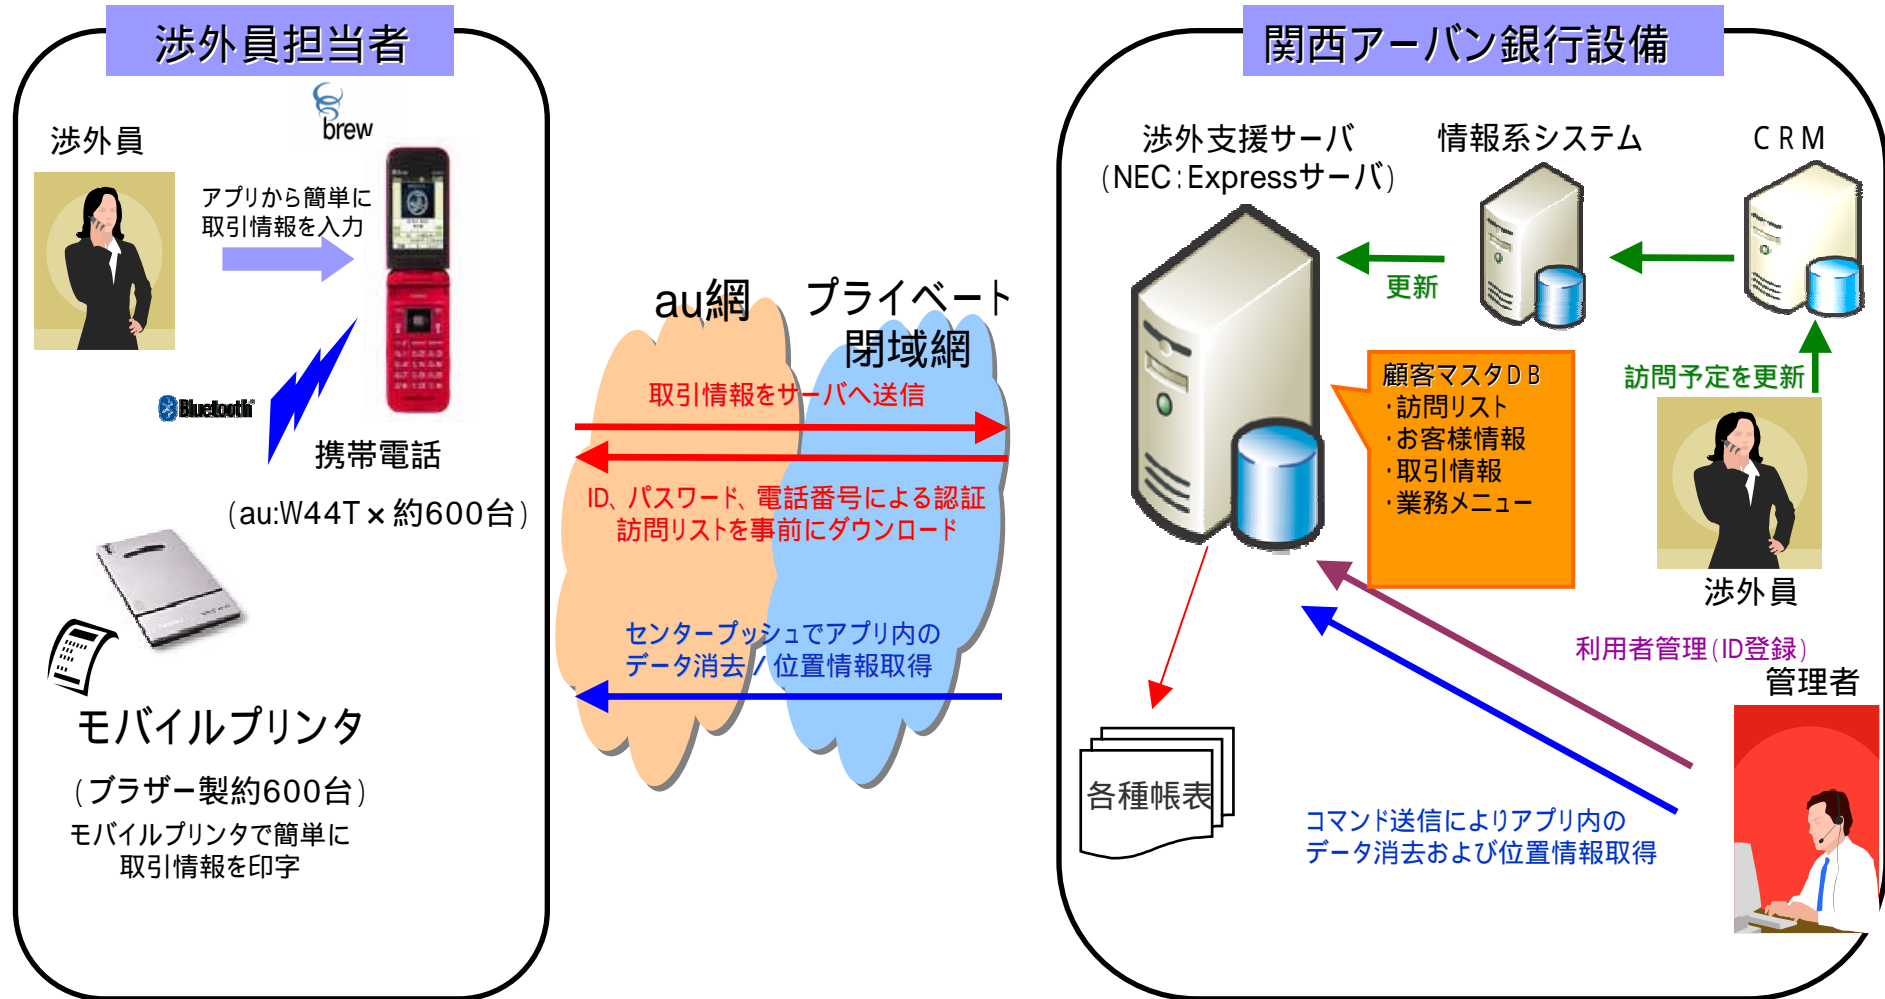 渉外員担当者
brew
渉外員
アプリから簡単に
取引情報を入力
Bluetooth
携帯電話
(au:W44T×約600台)
モバイルプリンタ
(ブラザー製約600台)
モバイルプリンタで簡単に
取引情報を印字
au網
プライベート
閉域網
取引情報をサーバへ送信
ID、パスワード、電話番号による認証
訪問リストを事前にダウンロード
センタープッシュでアプリ内の
データ消去/位置情報取得
関西アーバン銀行設備
渉外支援サーバ
(NEC:Expressサーバ)
情報系システム
CRM
更新
顧客マスタDB
・訪問リスト
・お客様情報
・取引情報
・業務メニュー
訪問予定を更新
渉外員
利用者管理(ID登録)
管理者
各種帳表
コマンド送信によりアプリ内の
データ消去および位置情報取得